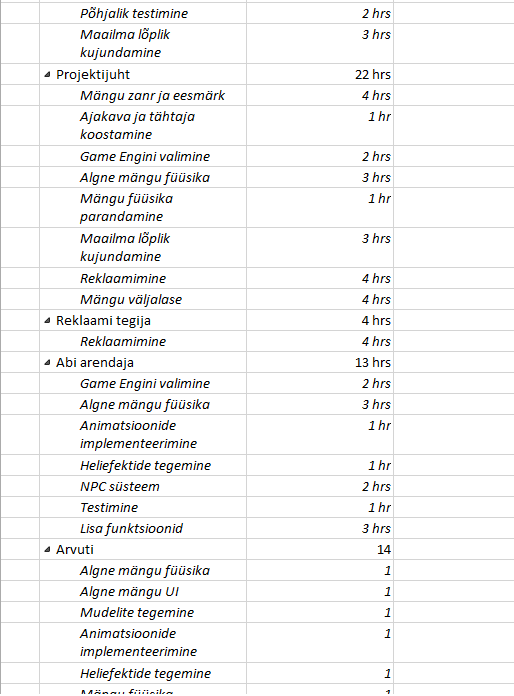 Põhjalik testimine 2 hrs
Maailma lõplik 3 hrs
kujundamine
Projektijuht 22 hrs
Mängu zanr ja eesmärk 4 hrs
Ajakava ja tähtaja 1 hr
koostamine
Game Engini valimine 2 hrs
Algne mängu füüsika 3 hrs
Mängu füüsika 1 hr
parandamine
Maailma lõplik 3 hrs
kujundamine
Reklaamimine 4 hrs
Mängu väljalase 4 hrs
Reklaami tegija 4 hrs
Reklaamimine 4 hrs
Abi arendaja 13 hrs
Game Engini valimine 2 hrs
Algne mängu füüsika 3 hrs
Animatsioonide 1 hr
implementeerimine
Heliefektide tegemine 1 hr
NPC süsteem 2 hrs
Testimine 1 hr
Lisa funktsioonid 3 hrs
Arvuti 14
Algne mängu füüsika 1
Algne mängu UI 1
Mudelite tegemine 1
Animatsioonide 1
implementeerimine
Heliefektide tegemine 1
Mängu füüsika 1